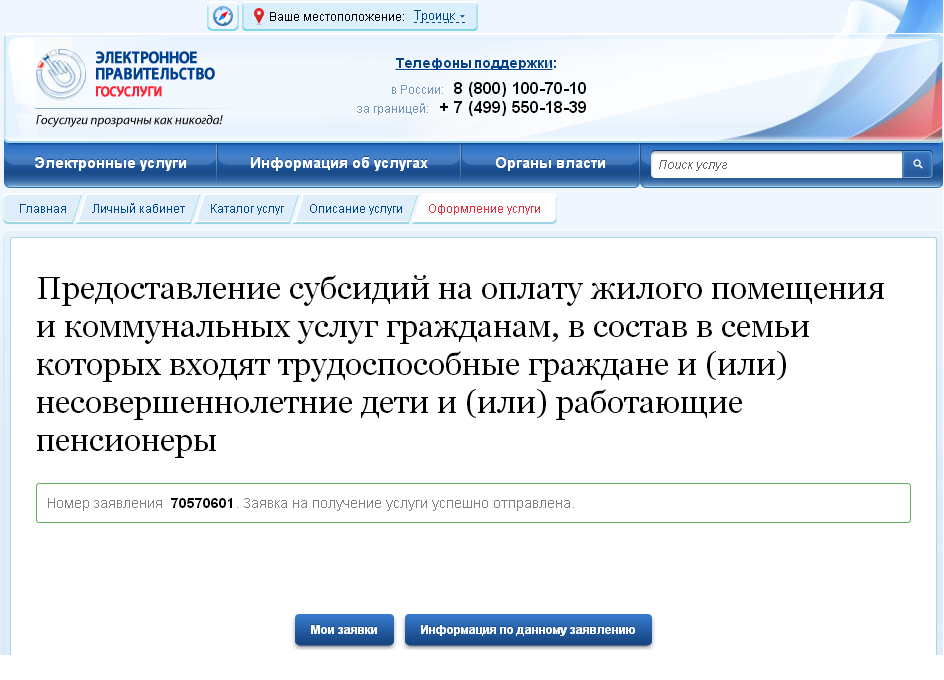 Ваше местоположение: Троицк
ЭЛЕКТРОННОЕ
ПРАВИТЕЛЬСТВО
ГОСУСЛУГИ
Госуслуги прозрачны как никогда!
Телефоны поддержки:
в России: 8 (800) 100-70-10
за границей: + 7 (499) 550-18-39
Электронные услуги
Информация об услугах
Органы власти
Поиск услуг
Главная
Личный кабинет
Каталог услуг
Описание услуги
Оформление услуги
Предоставление субсидий на оплату жилого помещения
и коммунальных услуг гражданам, в состав в семьи
которых входят трудоспособные граждане и (или)
несовершеннолетние дети и (или) работающие
пенсионеры
Номер заявления 70570601. Заявка на получение услуги успешно отправлена.
Мои заявки
Информация по данному заявлению